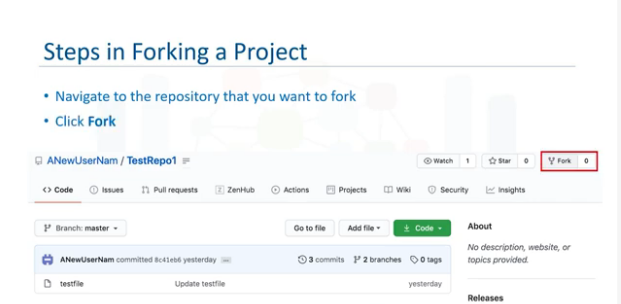 Steps in Forking a Project
• Navigate to the repository that you want to fork
• Click Fork
ANewUserNam / TestRepo1
Watch 1 Star 0 Fork 0
<> Code Issues Pull requests ZenHub Actions Projects Wiki Security Insights
Branch: master Go to file Add file Code About
No description, website, or
ANewUserNam committed 8c41eb6 yesterday 3 commits 2 branches 0 tags topics provided.
testfile Update testfile yesterday
Releases